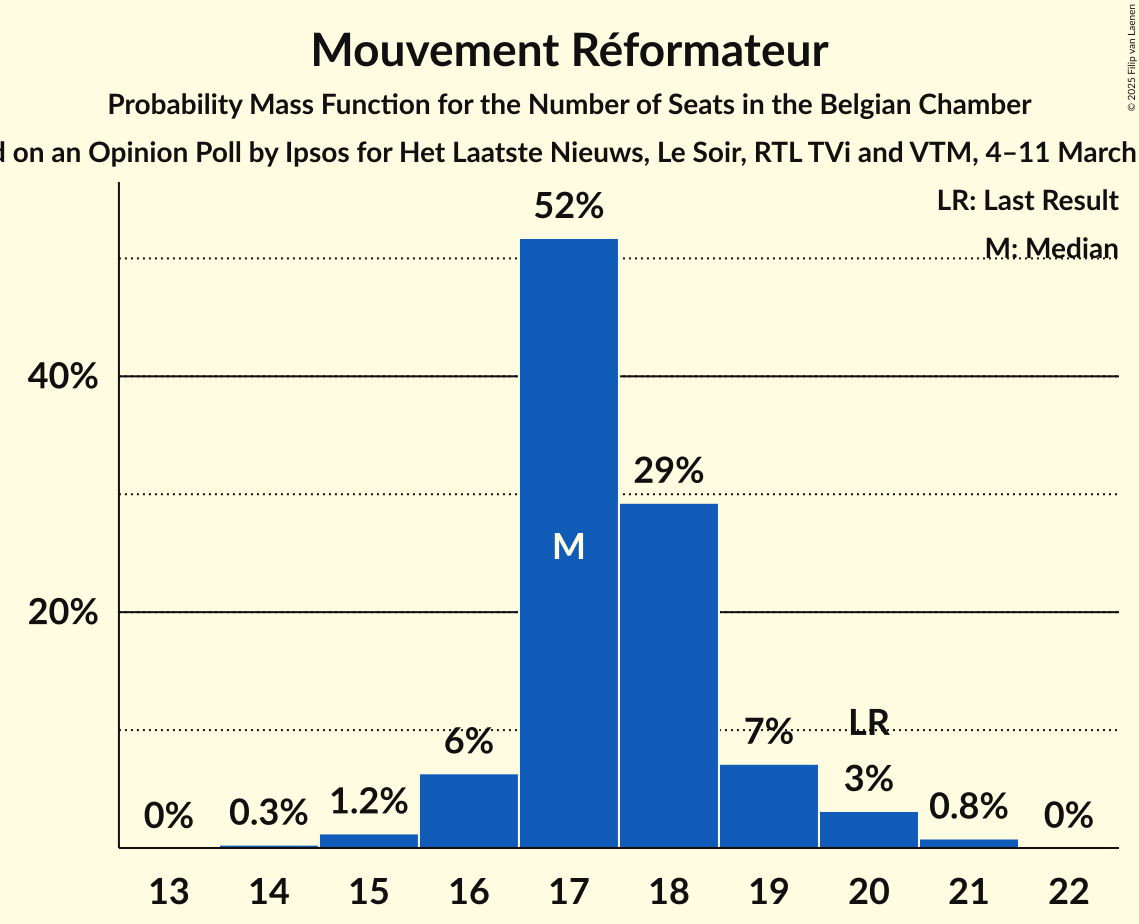 Mouvement Réformateur
Probability Mass Function for the Number of Seats in the Belgian Chamber
on an Opinion Poll by Ipsos for Het Laatste Nieuws, Le Soir, RTL TVi and VTM, 4–11 March
© 2025 Filip van Laenen
LR: Last Result
M: Median
52%
40%
29%
M
20%
LR
6%
7%
3%
0%
0.3%
1.2%
0.8%
0%
13 14 15 16 17 18 19 20 21 22